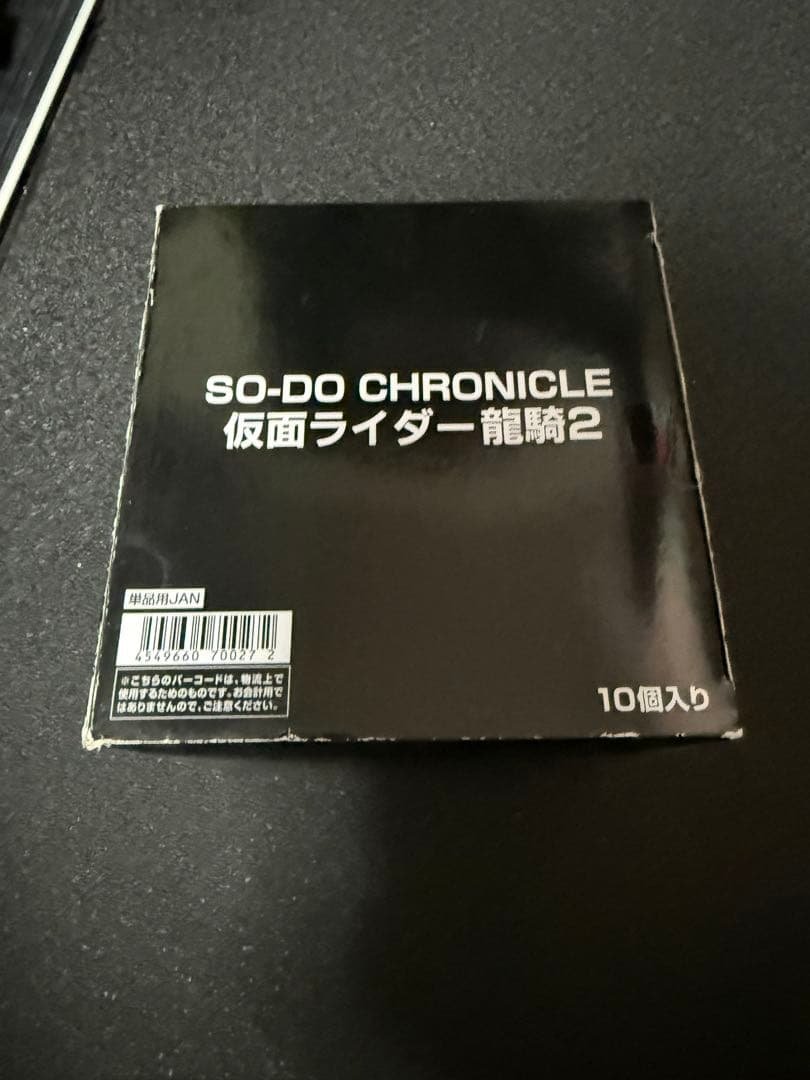 SO-DO CHRONICLE
仮面ライダー龍騎2
単品用JAN
4549660 70027 2
※こちらのバーコードは、物流上で
使用するためのものです。お会計用で
はありませんので、ご注意ください。
10個入り